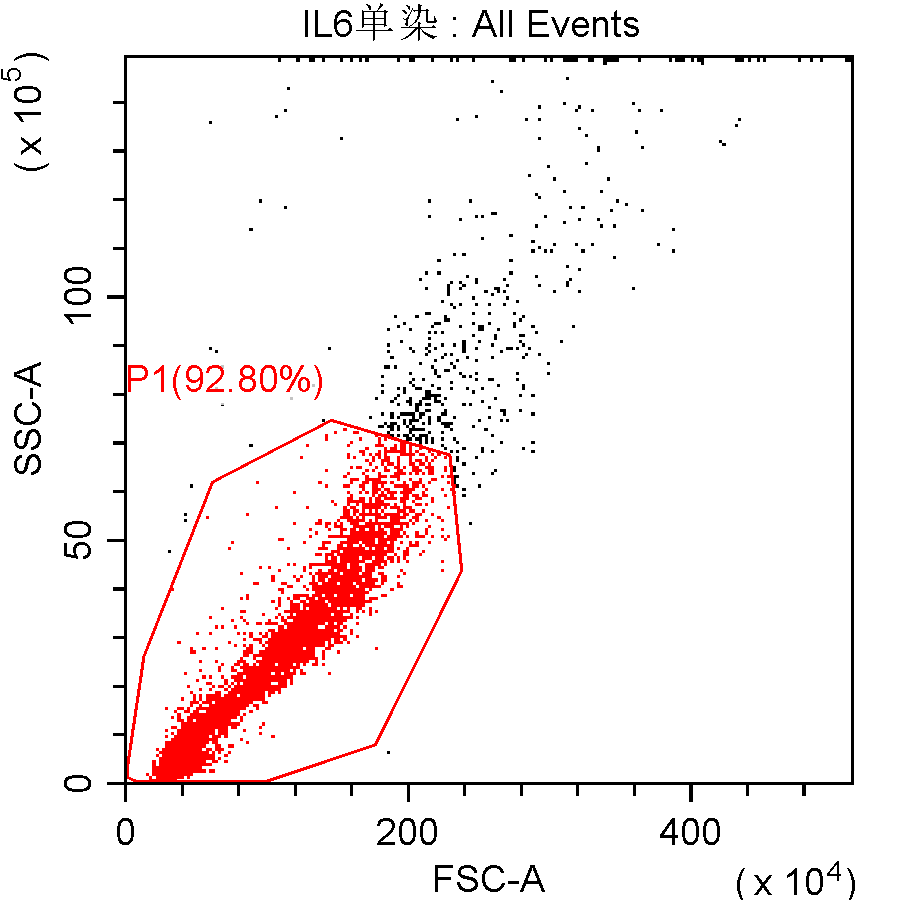 IL6单染 : All Events
(x 10⁵)
SSC-A
100
50
0
P1(92.80%)
0 200 400
FSC-A
(x 10⁴)